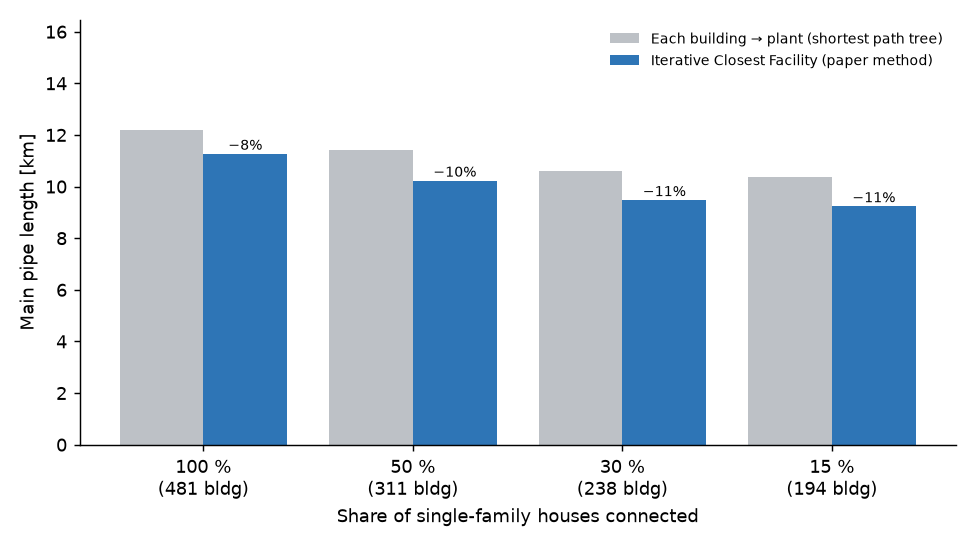 16
14
12
10
8
6
4
2
0
Main pipe length [km]
Each building → plant (shortest path tree)
Iterative Closest Facility (paper method)
−8%
−10%
−11%
−11%
100 %
(481 bldg)
50 %
(311 bldg)
30 %
(238 bldg)
15 %
(194 bldg)
Share of single-family houses connected